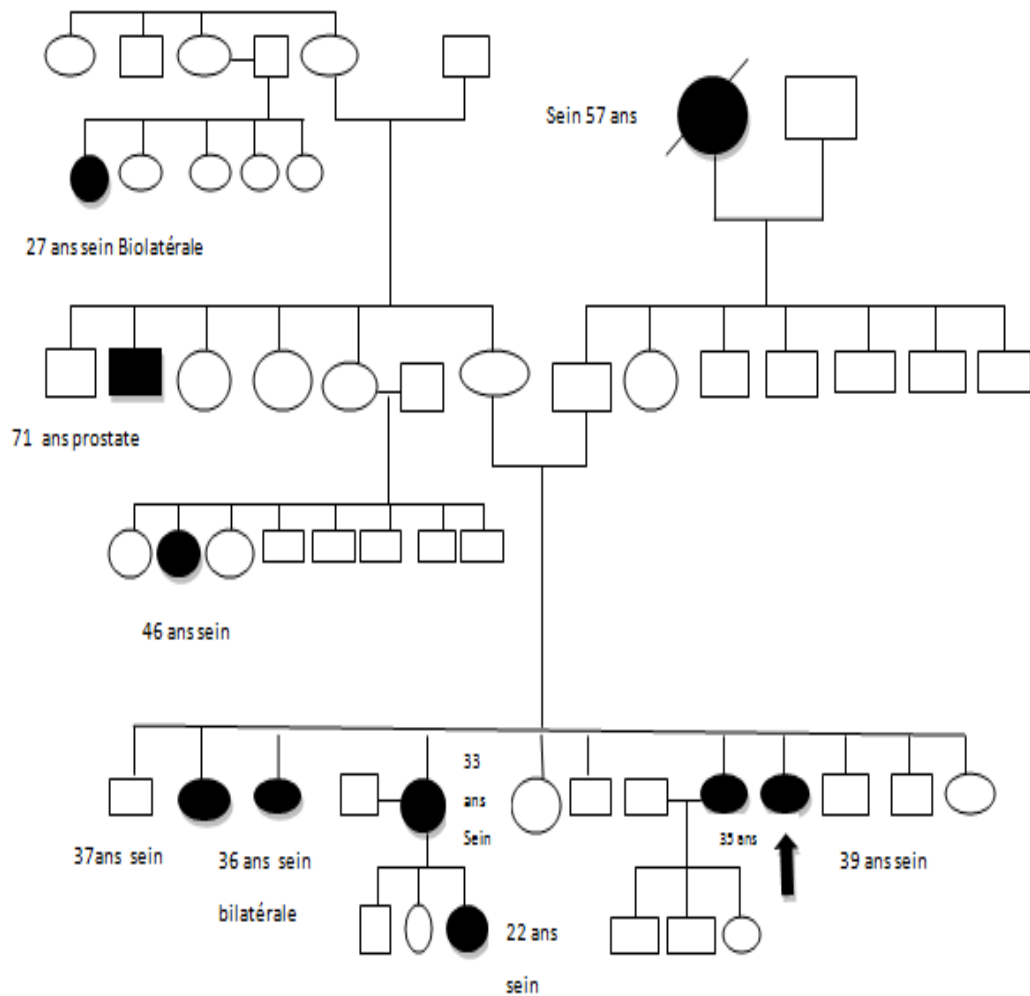 Sein 57 ans
27 ans sein Biolatérale
71 ans prostate
46 ans sein
33
ans
Sein
37ans sein
36 ans sein
bilatérale
35 ans
39 ans sein
22 ans
sein